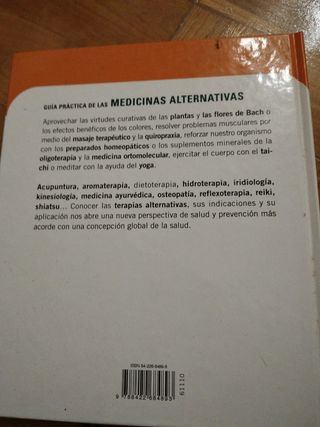 GUÍA PRÁCTICA DE LAS MEDICINAS ALTERNATIVAS
Aprovechar las virtudes curativas de las plantas y las flores de Bach o
los efectos benéficos de los colores, resolver problemas musculares por
medio del masaje terapéutico y la quiropraxia, reforzar nuestro organismo
con los preparados homeopáticos o los suplementos minerales de la
oligoterapia y la medicina ortomolecular, ejercitar el cuerpo con el tai-
chi o meditar con la ayuda del yoga.
Acupuntura, aromaterapia, dietoterapia, hidroterapia, iridiología,
kinesiología, medicina ayurvédica, osteopatía, reflexoterapia, reiki,
shiatsu... Conocer las terapias alternativas, sus indicaciones y su
aplicación nos abre una nueva perspectiva de salud y prevención más
acorde con una concepción global de la salud.
61110